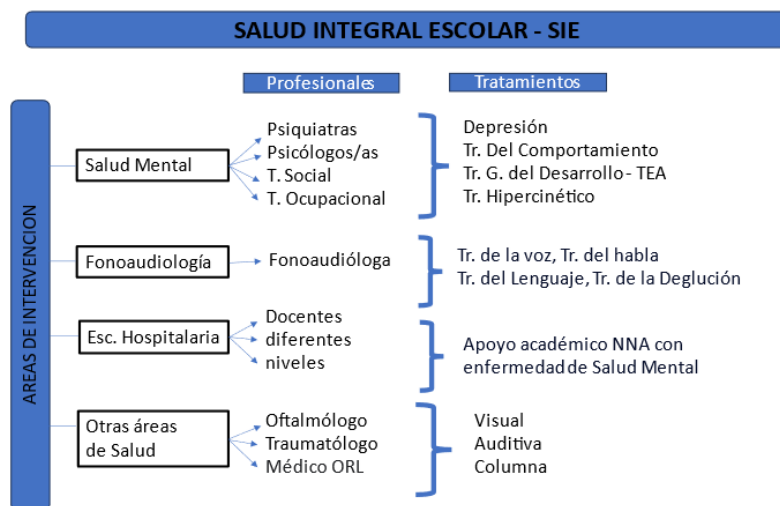 SALUD INTEGRAL ESCOLAR - SIE
Profesionales
Tratamientos
AREAS DE INTERVENCION
Salud Mental
Psiquiatras
Psicólogos/as
T. Social
T. Ocupacional
Depresión
Tr. Del Comportamiento
Tr. G. del Desarrollo - TEA
Tr. Hipercinético
Fonoaudiología
Fonoaudióloga
Tr. de la voz, Tr. del habla
Tr. del Lenguaje, Tr. de la Deglución
Esc. Hospitalaria
Docentes
diferentes
niveles
Apoyo académico NNA con
enfermedad de Salud Mental
Otras áreas
de Salud
Oftalmólogo
Traumatólogo
Médico ORL
Visual
Auditiva
Columna